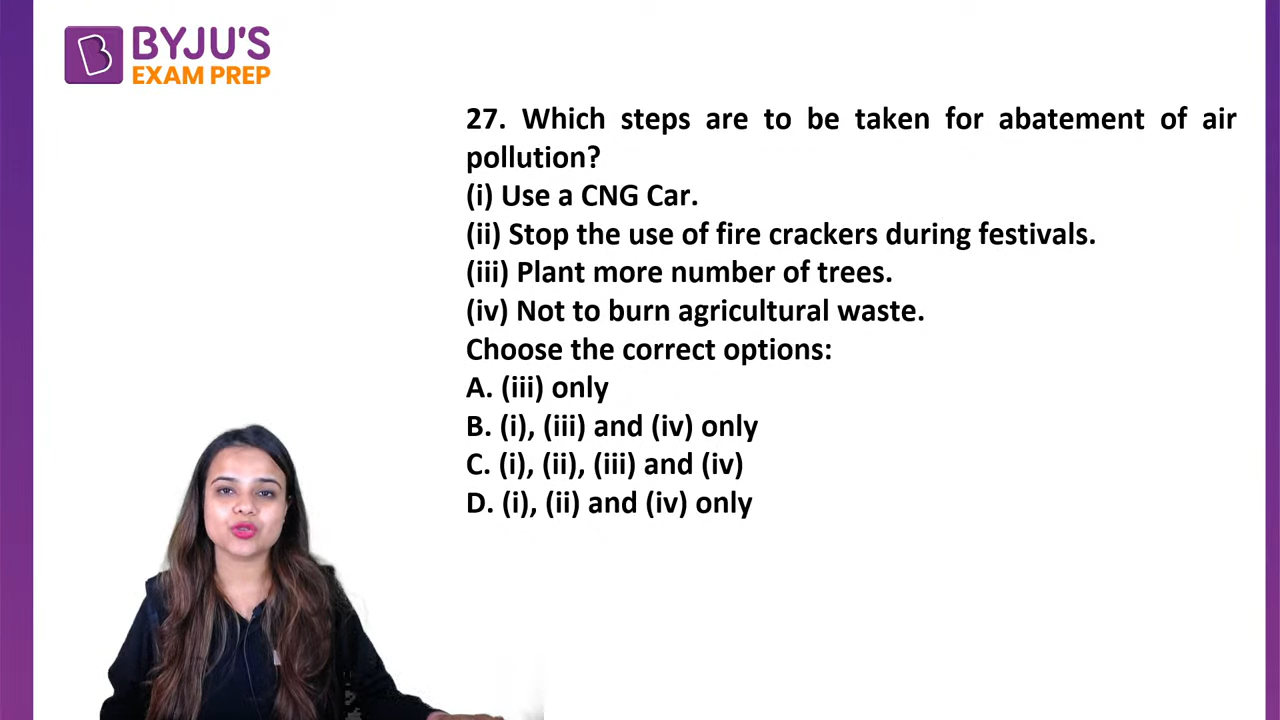 BYJU'S
EXAM PREP
27. Which steps are to be taken for abatement of air
pollution?
(i) Use a CNG Car.
(ii) Stop the use of fire crackers during festivals.
(iii) Plant more number of trees.
(iv) Not to burn agricultural waste.
Choose the correct options:
A. (iii) only
B. (i), (iii) and (iv) only
C. (i), (ii), (iii) and (iv)
D. (i), (ii) and (iv) only